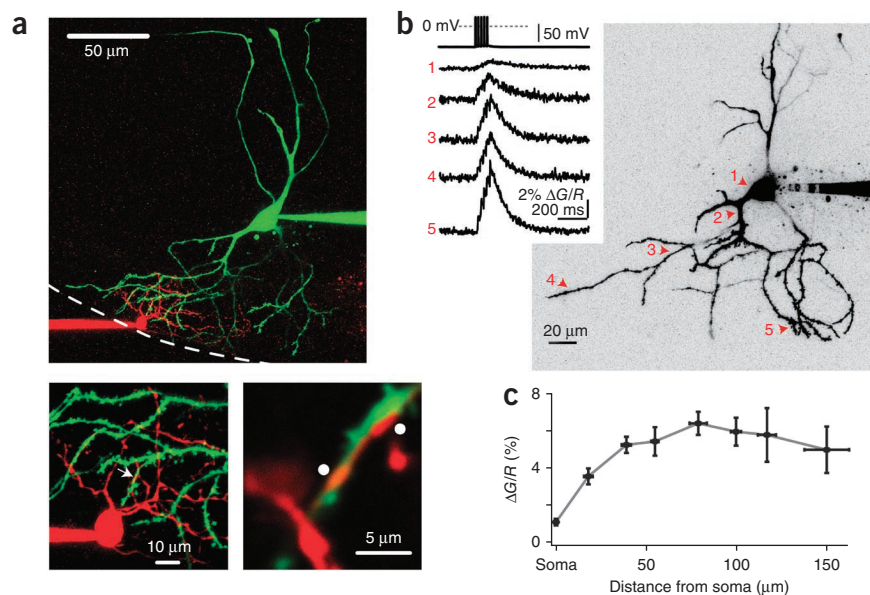 a
50 μm
10 μm
5 μm
b
0 mV
50 mV
1
2
3
4
5
2% ΔG/R
200 ms
1
2
3
4
5
20 μm
c
8
6
4
2
0
ΔG/R (%)
Soma
50
100
150
Distance from soma (μm)